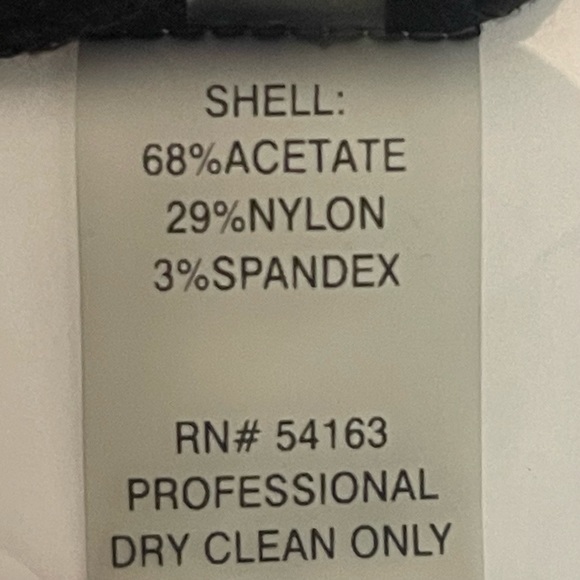 SHELL:
68%ACETATE
29%NYLON
3%SPANDEX
RN# 54163
PROFESSIONAL
DRY CLEAN ONLY